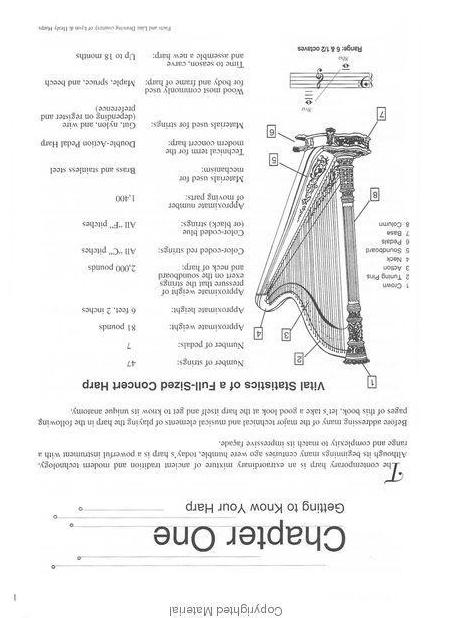 Copyrighted Material
1
Chapter One
Getting to Know Your Harp
The contemporary harp is an extraordinary mixture of ancient tradition and modern technology.
Although its beginnings many centuries ago were humble, today's harp is a powerful instrument with a
range and complexity to match its impressive façade.
Before addressing many of the major technical and musical elements of playing the harp in the following
pages of this book, let's take a good look at the harp itself and get to know its unique anatomy.
Vital Statistics of a Full-Sized Concert Harp
1
2
3
4
5
6
7
8
1 Crown
2 Tuning Pins
3 Action
4 Neck
5 Soundboard
6 Pedals
7 Base
8 Column
8va
8vb
Range: 6 & 1/2 octaves
Number of strings: 47
Number of pedals: 7
Approximate weight: 81 pounds
Approximate height: 6 feet, 2 inches
Approximate weight of
pressure that the strings
exert on the soundboard
and neck of harp: 2,000 pounds
Color-coded red strings: All "C" pitches
Color-coded blue
(or black) strings: All "F" pitches
Approximate number
of moving parts: 1,400
Materials used for
mechanism: Brass and stainless steel
Technical term for the
modern concert harp: Double-Action Pedal Harp
Materials used for strings: Gut, nylon, and wire
(depending on register and
preference)
Wood most commonly used
for body and frame of harp: Maple, spruce, and beech
Time to season, carve
and assemble a new harp: Up to 18 months
Facts and Line Drawing courtesy of Lyon & Healy Harps